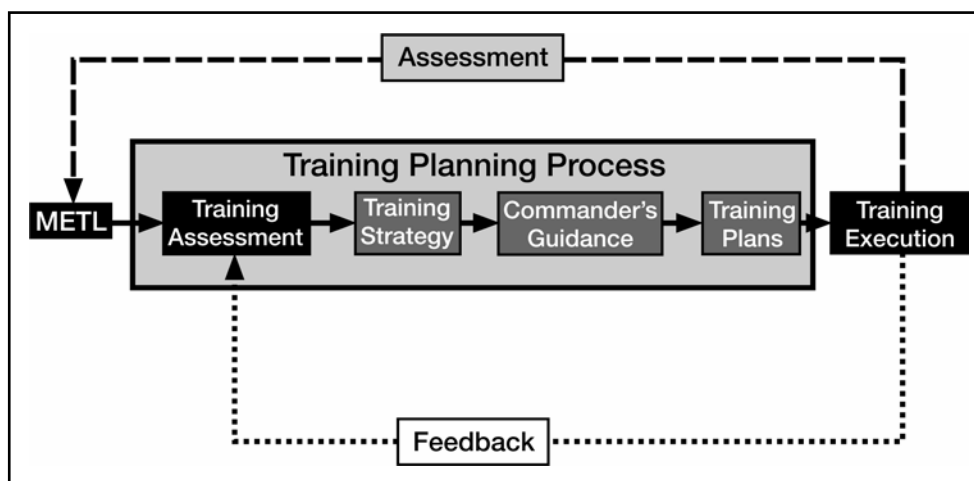 Assessment
Training Planning Process
METL
Training
Assessment
Training
Strategy
Commander's
Guidance
Training
Plans
Training
Execution
Feedback